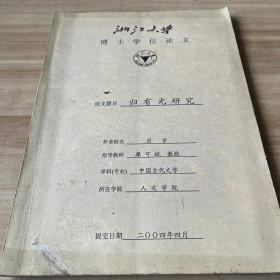 浙江大学
博士学位论文
论文题目 归有光研究
作者姓名 贝京
指导教师 廖可斌 教授
学科(专业) 中国古代文学
所在学院 人文学院
提交日期 二00四年四月